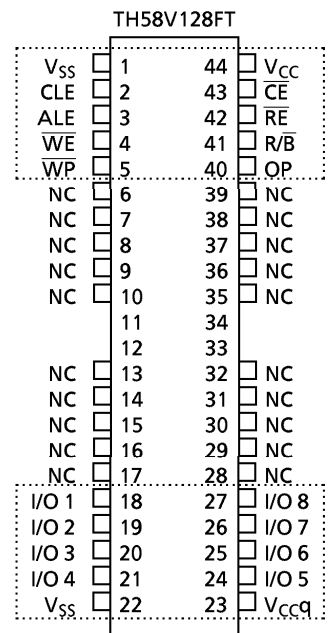 TH58V128FT
VSS 1 44 VCC
CLE 2 43 C̅E̅
ALE 3 42 R̅E̅
W̅E̅ 4 41 R/B̅
W̅P̅ 5 40 OP
NC 6 39 NC
NC 7 38 NC
NC 8 37 NC
NC 9 36 NC
NC 10 35 NC
11 34
12 33
NC 13 32 NC
NC 14 31 NC
NC 15 30 NC
NC 16 29 NC
NC 17 28 NC
I/O 1 18 27 I/O 8
I/O 2 19 26 I/O 7
I/O 3 20 25 I/O 6
I/O 4 21 24 I/O 5
VSS 22 23 VCCq